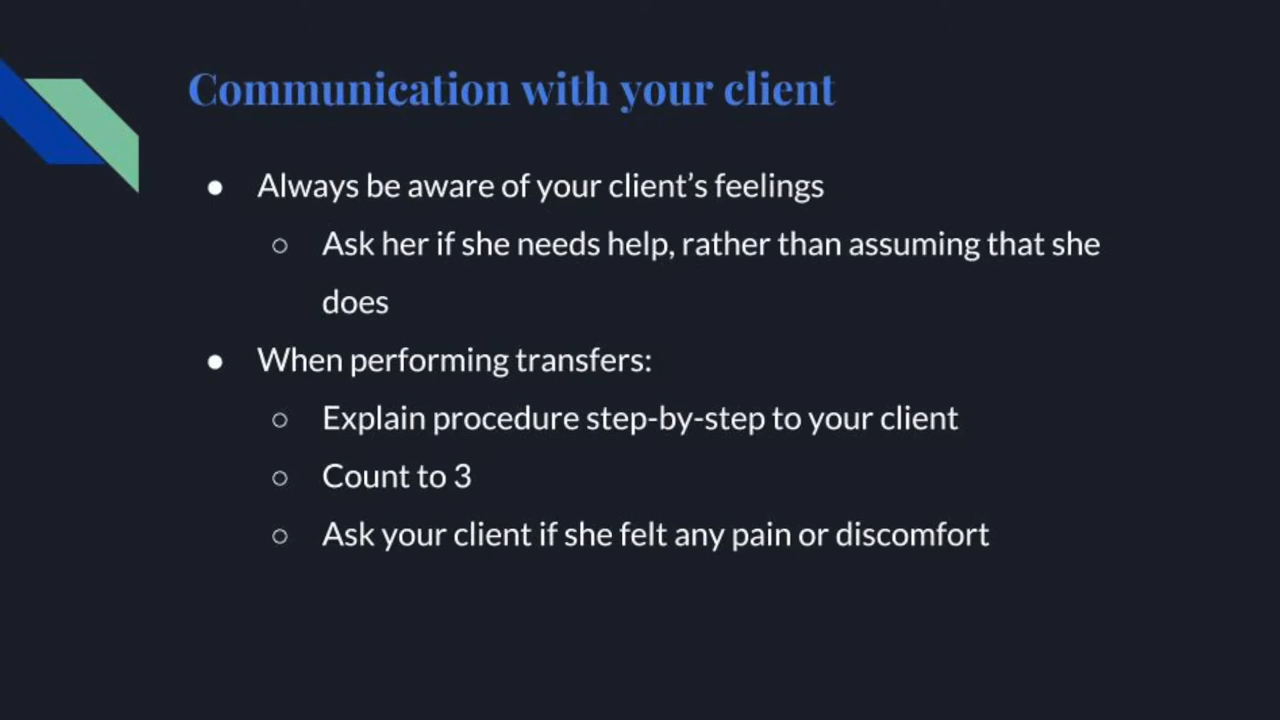 Communication with your client
● Always be aware of your client’s feelings
○ Ask her if she needs help, rather than assuming that she
does
● When performing transfers:
○ Explain procedure step-by-step to your client
○ Count to 3
○ Ask your client if she felt any pain or discomfort